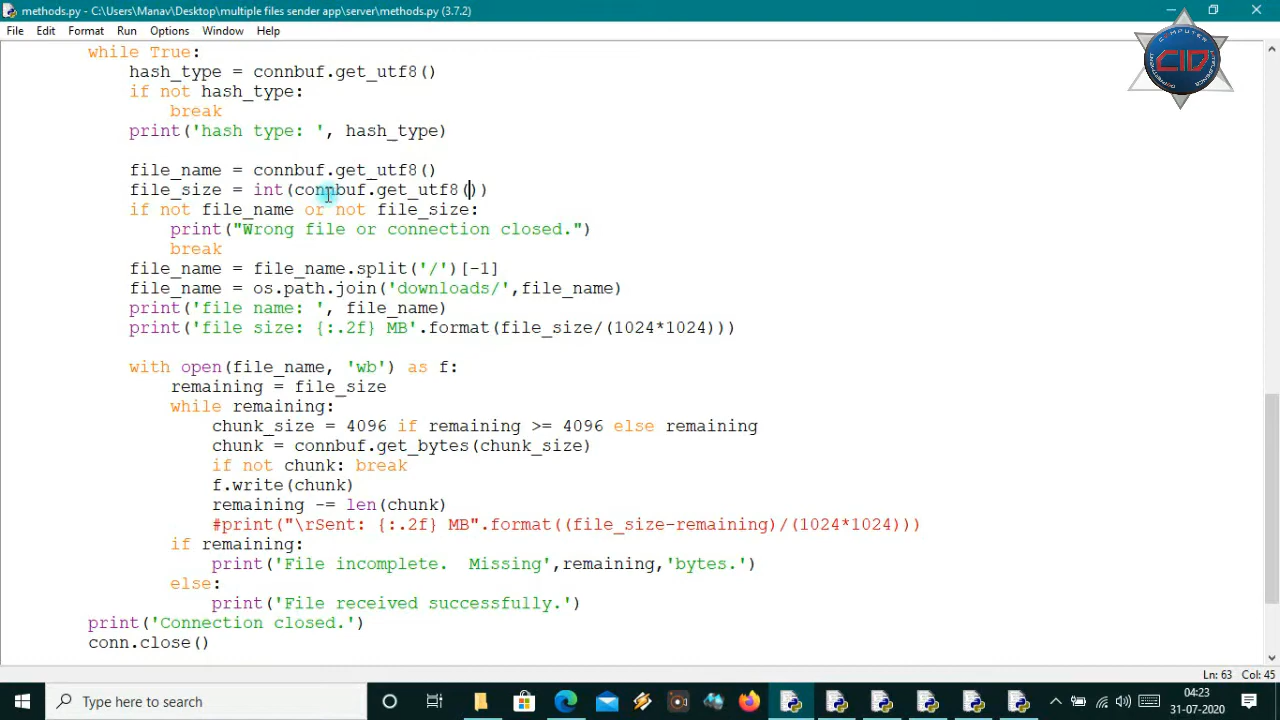 methods.py - C:\Users\Manav\Desktop\multiple files sender app\server\methods.py (3.7.2)
File Edit Format Run Options Window Help
COMPUTER
CID
while True:
hash_type = connbuf.get_utf8()
if not hash_type:
break
print('hash type: ', hash_type)
file_name = connbuf.get_utf8()
file_size = int(connbuf.get_utf8())
if not file_name or not file_size:
print("Wrong file or connection closed.")
break
file_name = file_name.split('/')[-1]
file_name = os.path.join('downloads/',file_name)
print('file name: ', file_name)
print('file size: {:.2f} MB'.format(file_size/(1024*1024)))
with open(file_name, 'wb') as f:
remaining = file_size
while remaining:
chunk_size = 4096 if remaining >= 4096 else remaining
chunk = connbuf.get_bytes(chunk_size)
if not chunk: break
f.write(chunk)
remaining -= len(chunk)
#print("\rSent: {:.2f} MB".format((file_size-remaining)/(1024*1024)))
if remaining:
print('File incomplete.  Missing',remaining,'bytes.')
else:
print('File received successfully.')
print('Connection closed.')
conn.close()
Ln: 63 Col: 45
Type here to search
04:23
31-07-2020